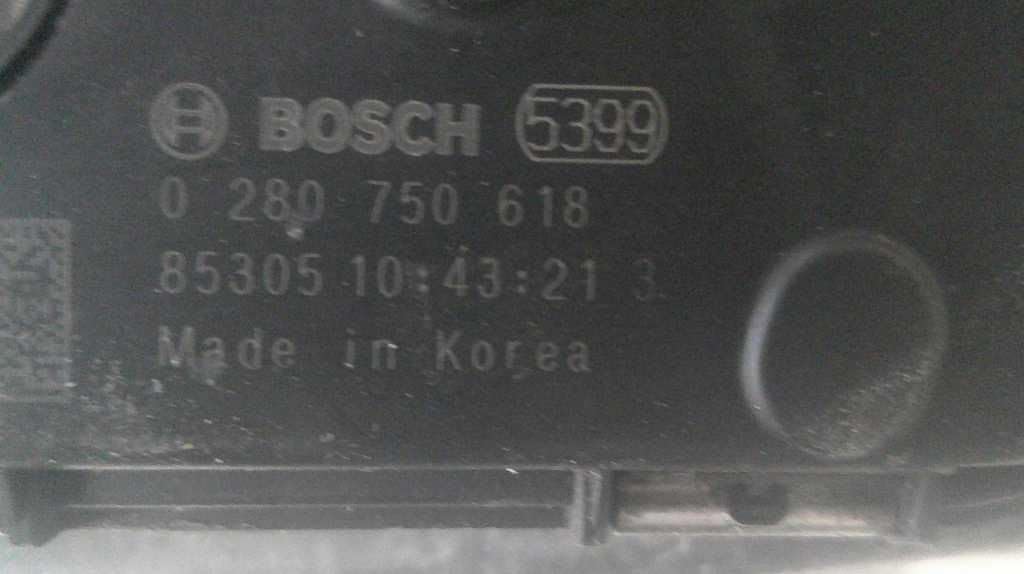 BOSCH 5399
0 280 750 618
85305 10:43:21 3
Made in Korea